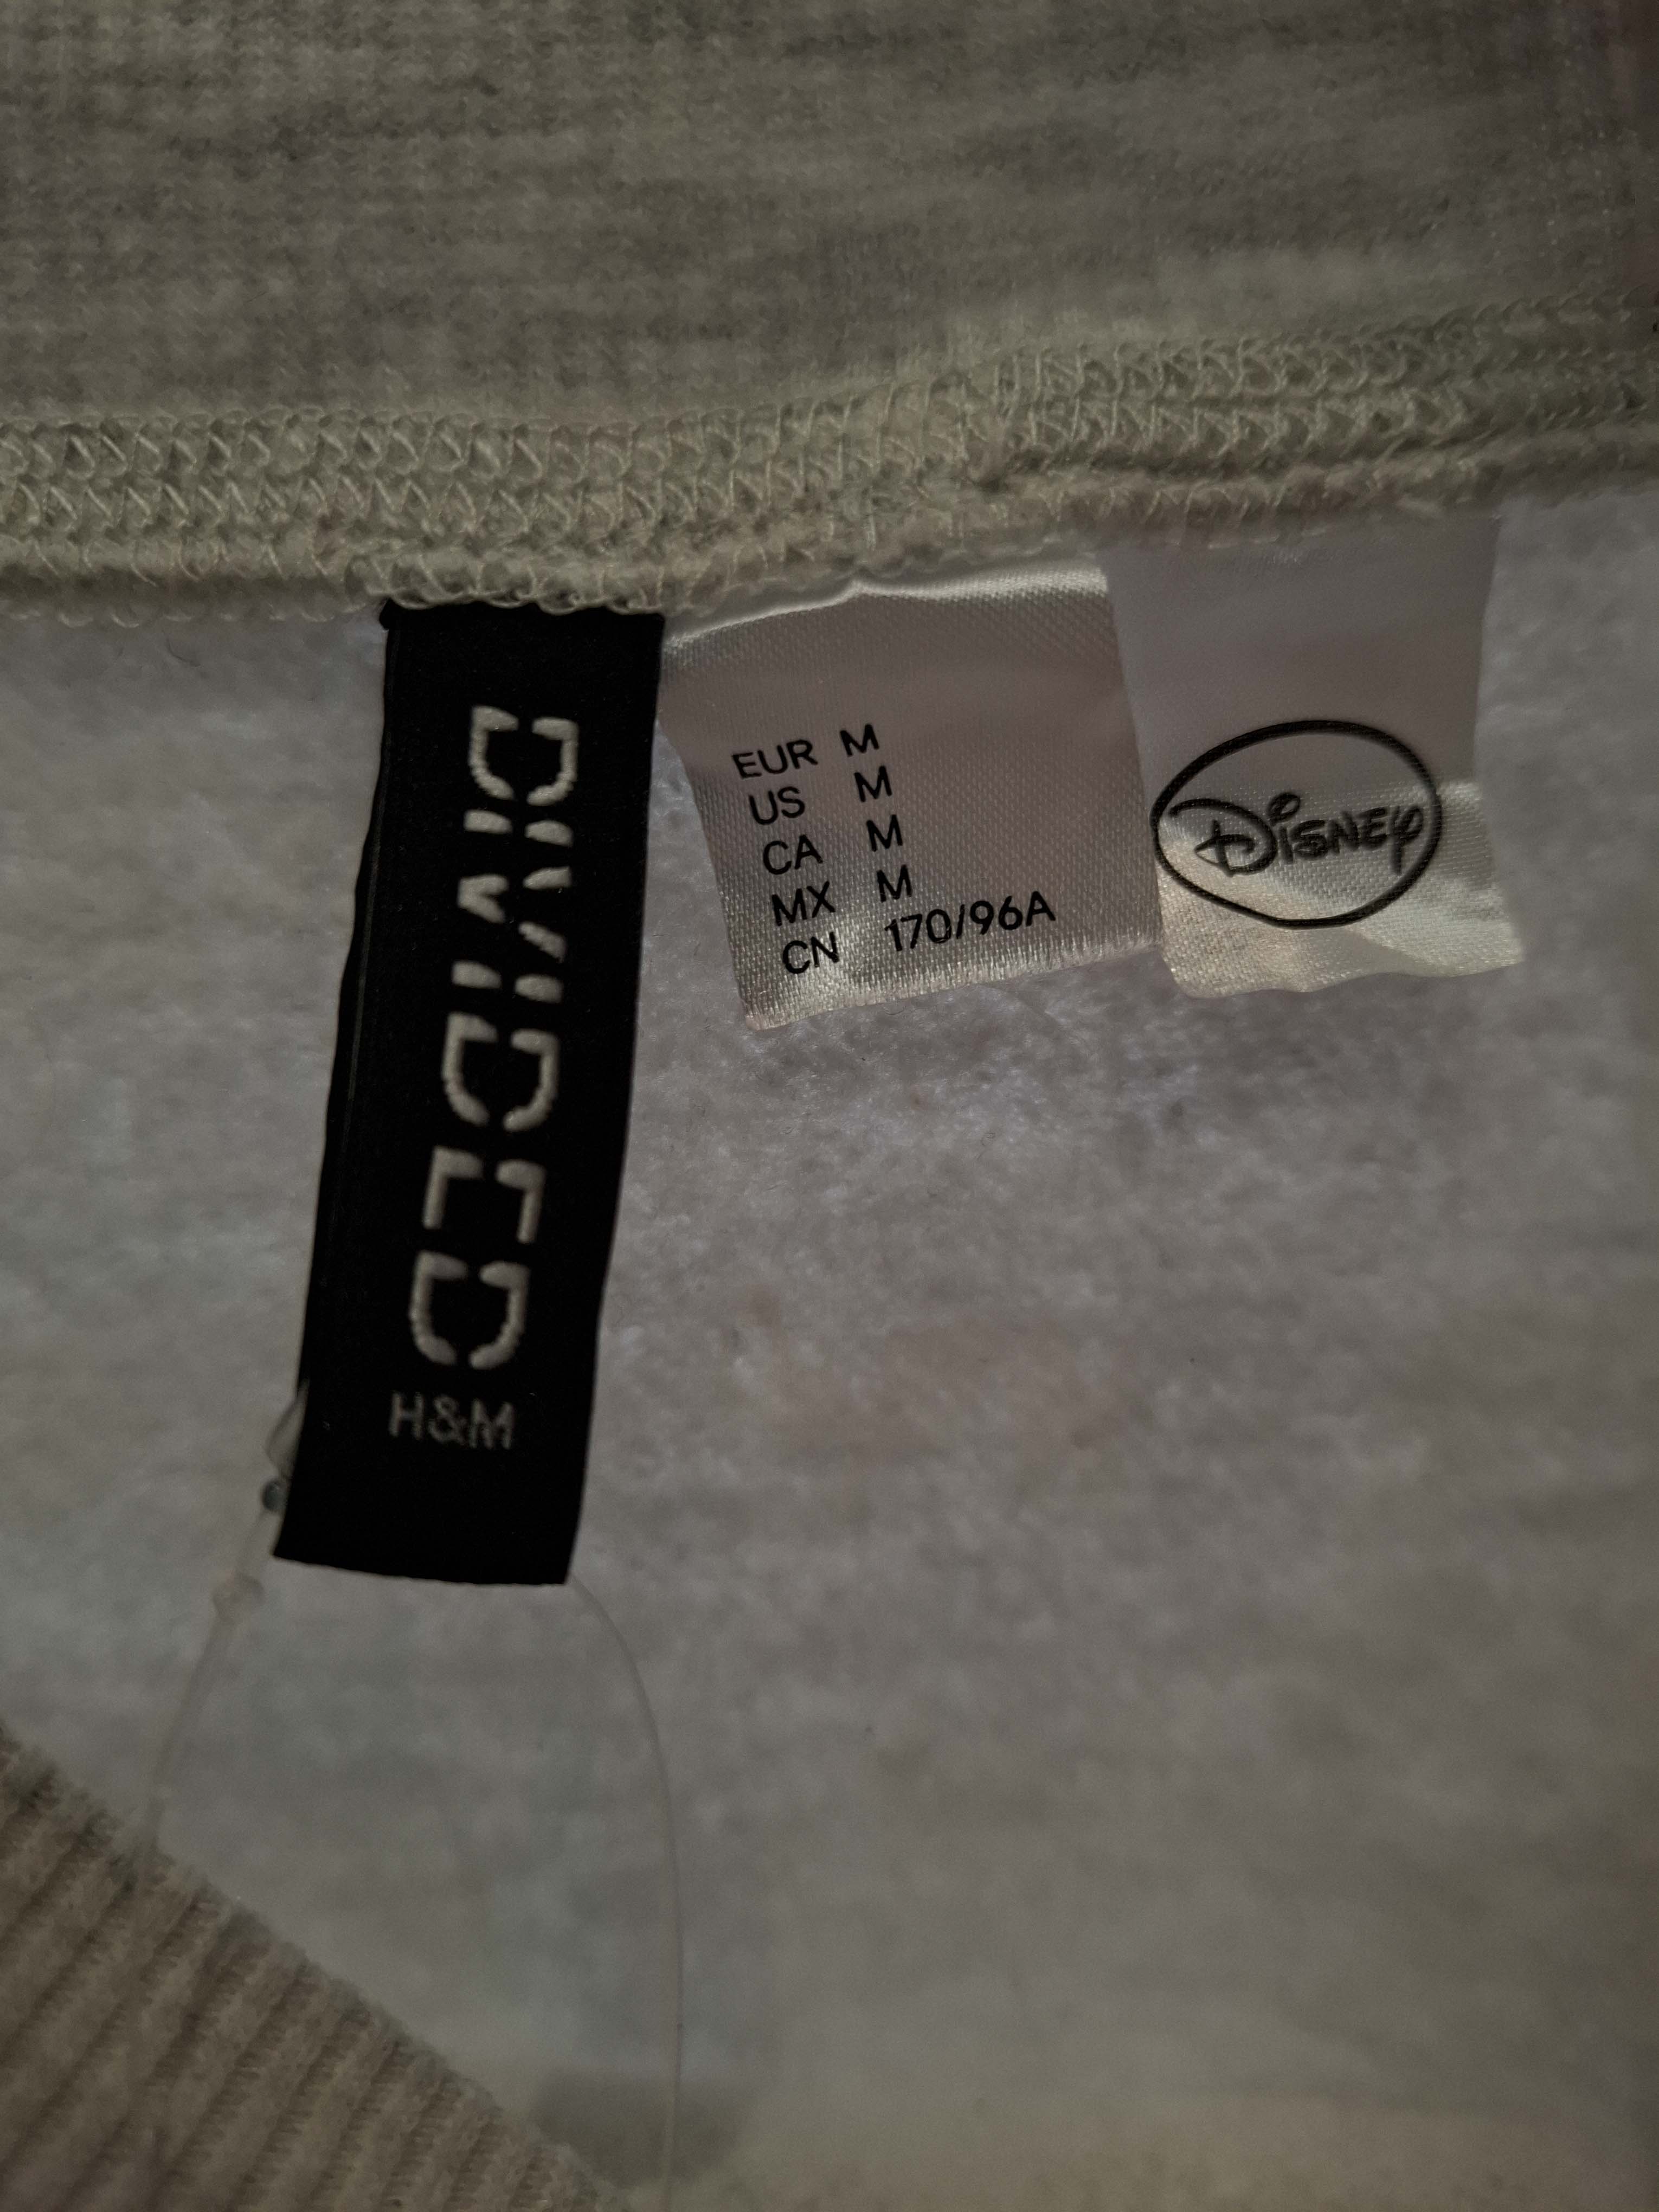 DIVIDED
H&M
EUR M
US M
CA M
MX M
CN 170/96A
Disney